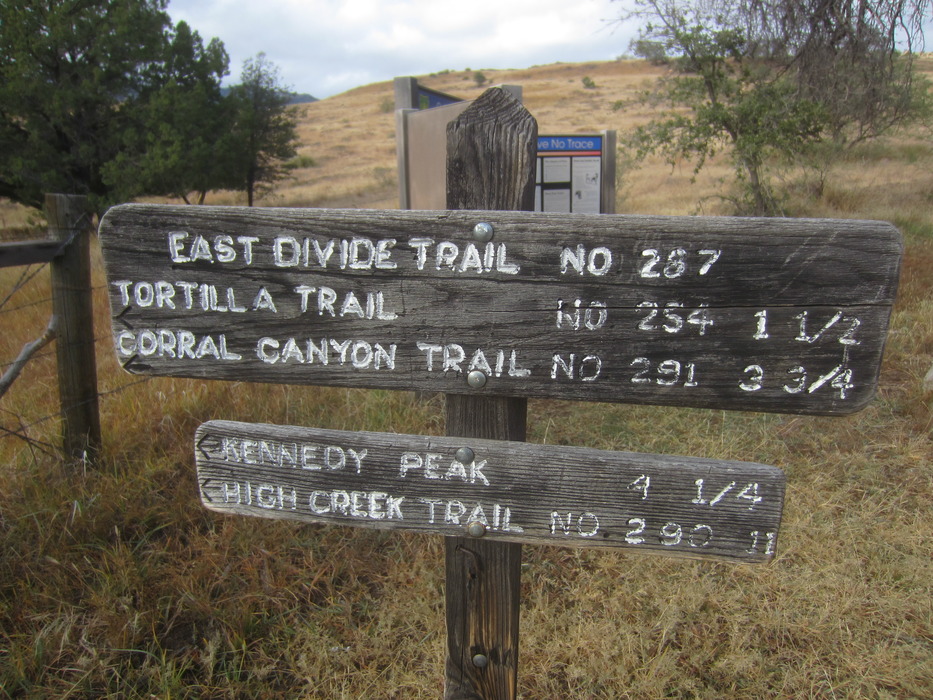 ve No Trace
EAST DIVIDE TRAIL NO 287
TORTILLA TRAIL NO 254 1 1/2
CORRAL CANYON TRAIL NO 291 3 3/4
KENNEDY PEAK 4 1/4
HIGH CREEK TRAIL NO 290 11